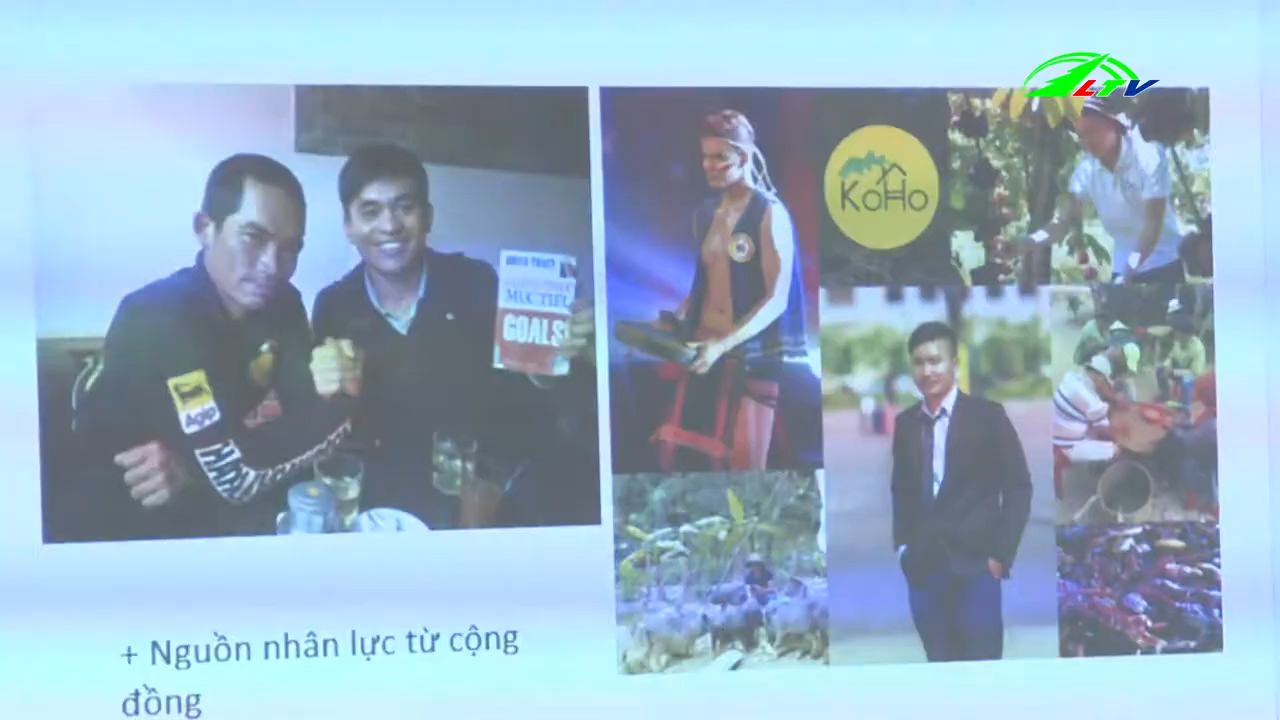 LTV
KoHo
MỤC TIÊU
GOALS!
Agip
+ Nguồn nhân lực từ cộng
đồng